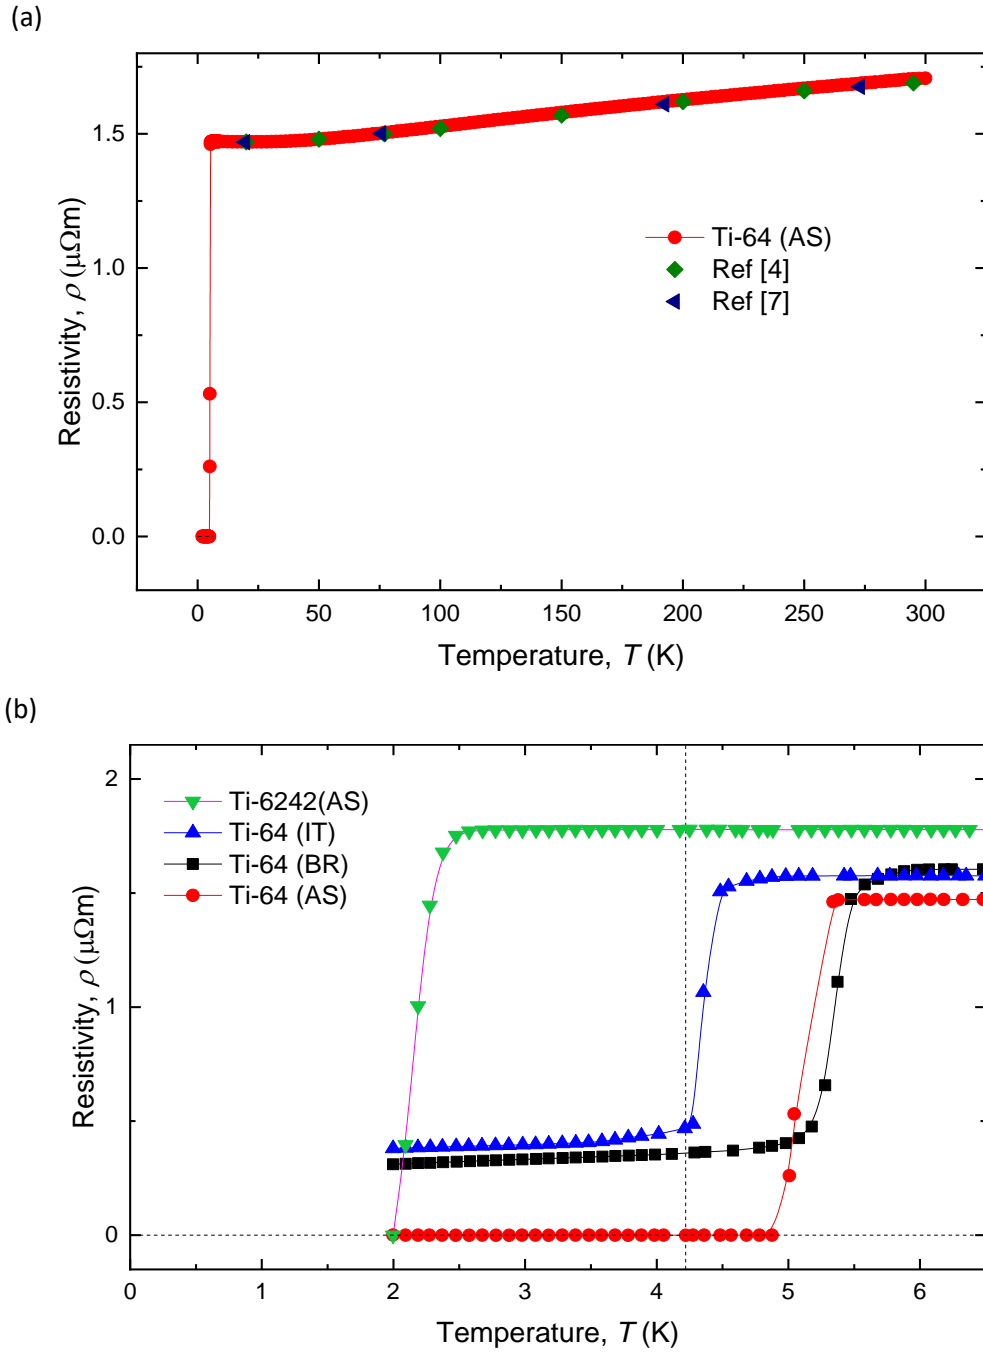 (a)
1.5
1.0
0.5
0.0
Resistivity, ρ (μΩm)
Ti-64 (AS)
Ref [4]
Ref [7]
0 50 100 150 200 250 300
Temperature, T (K)
(b)
2
1
0
Resistivity, ρ (μΩm)
Ti-6242(AS)
Ti-64 (IT)
Ti-64 (BR)
Ti-64 (AS)
0 1 2 3 4 5 6
Temperature, T (K)